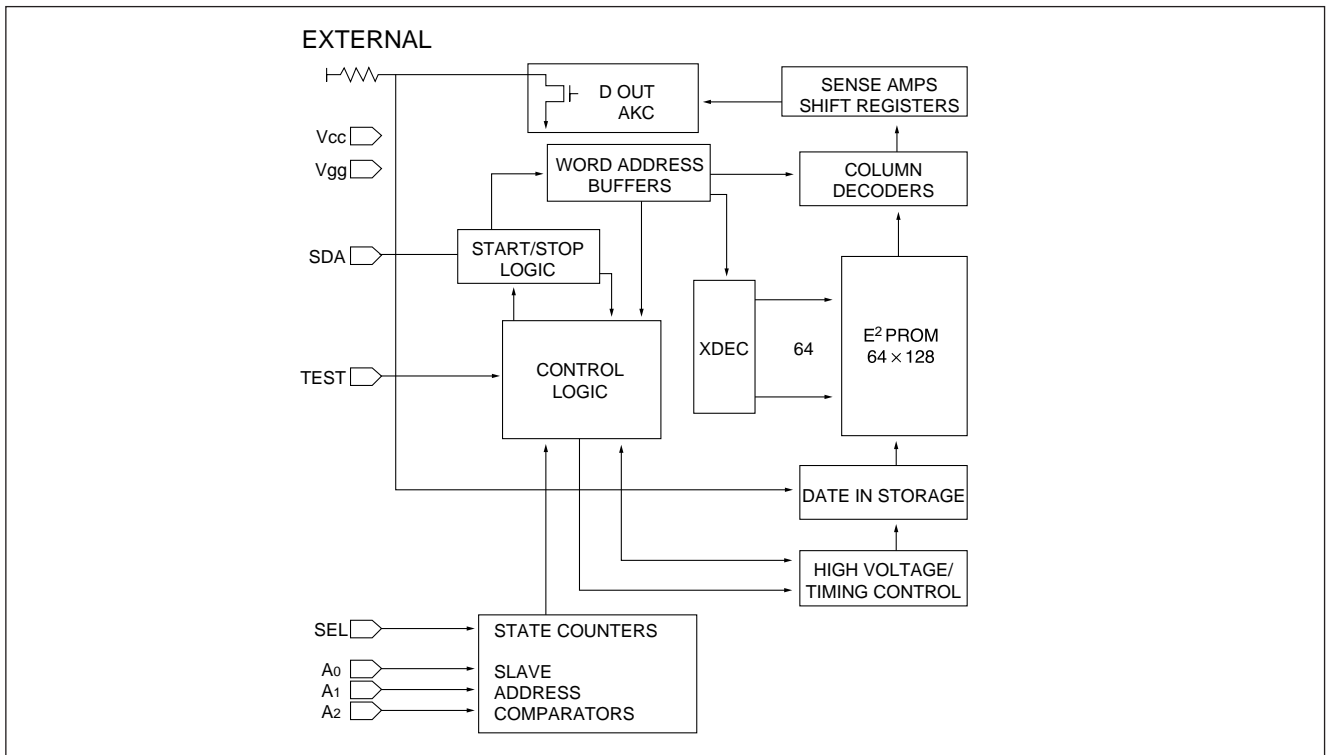 EXTERNAL
D OUT
AKC
SENSE AMPS
SHIFT REGISTERS
Vcc
Vgg
WORD ADDRESS
BUFFERS
COLUMN
DECODERS
SDA
START/STOP
LOGIC
XDEC
64
E² PROM
64 × 128
TEST
CONTROL
LOGIC
DATE IN STORAGE
HIGH VOLTAGE/
TIMING CONTROL
SEL
STATE COUNTERS
A0
SLAVE
A1
ADDRESS
A2
COMPARATORS